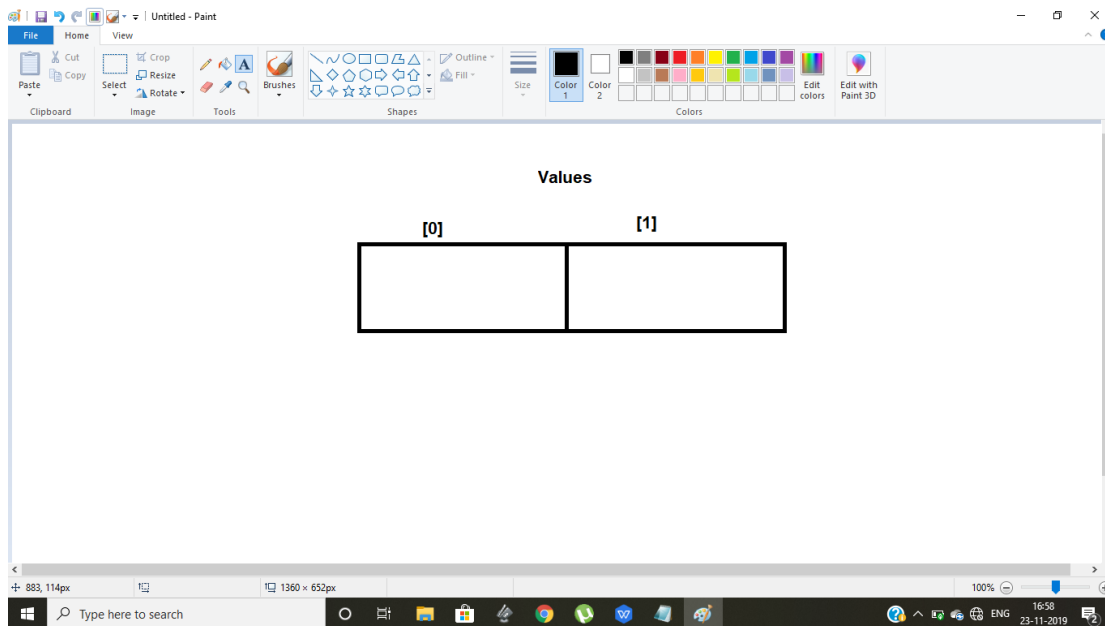 Untitled - Paint
File Home View
Cut
Copy
Paste
Clipboard
Crop
Resize
Rotate
Select
Image
A
Tools
Brushes
Outline
Fill
Shapes
Size
Color 1
Color 2
Edit colors
Colors
Edit with Paint 3D
Values
[0] [1]
883, 114px
1360 × 652px
100%
Type here to search
W
ENG
16:58
23-11-2019
2